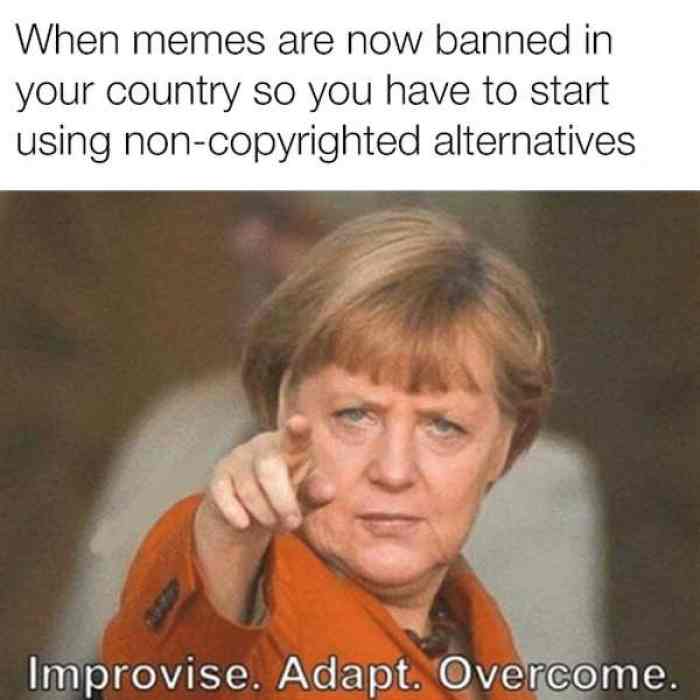 When memes are now banned in
your country so you have to start
using non-copyrighted alternatives
Improvise. Adapt. Overcome.